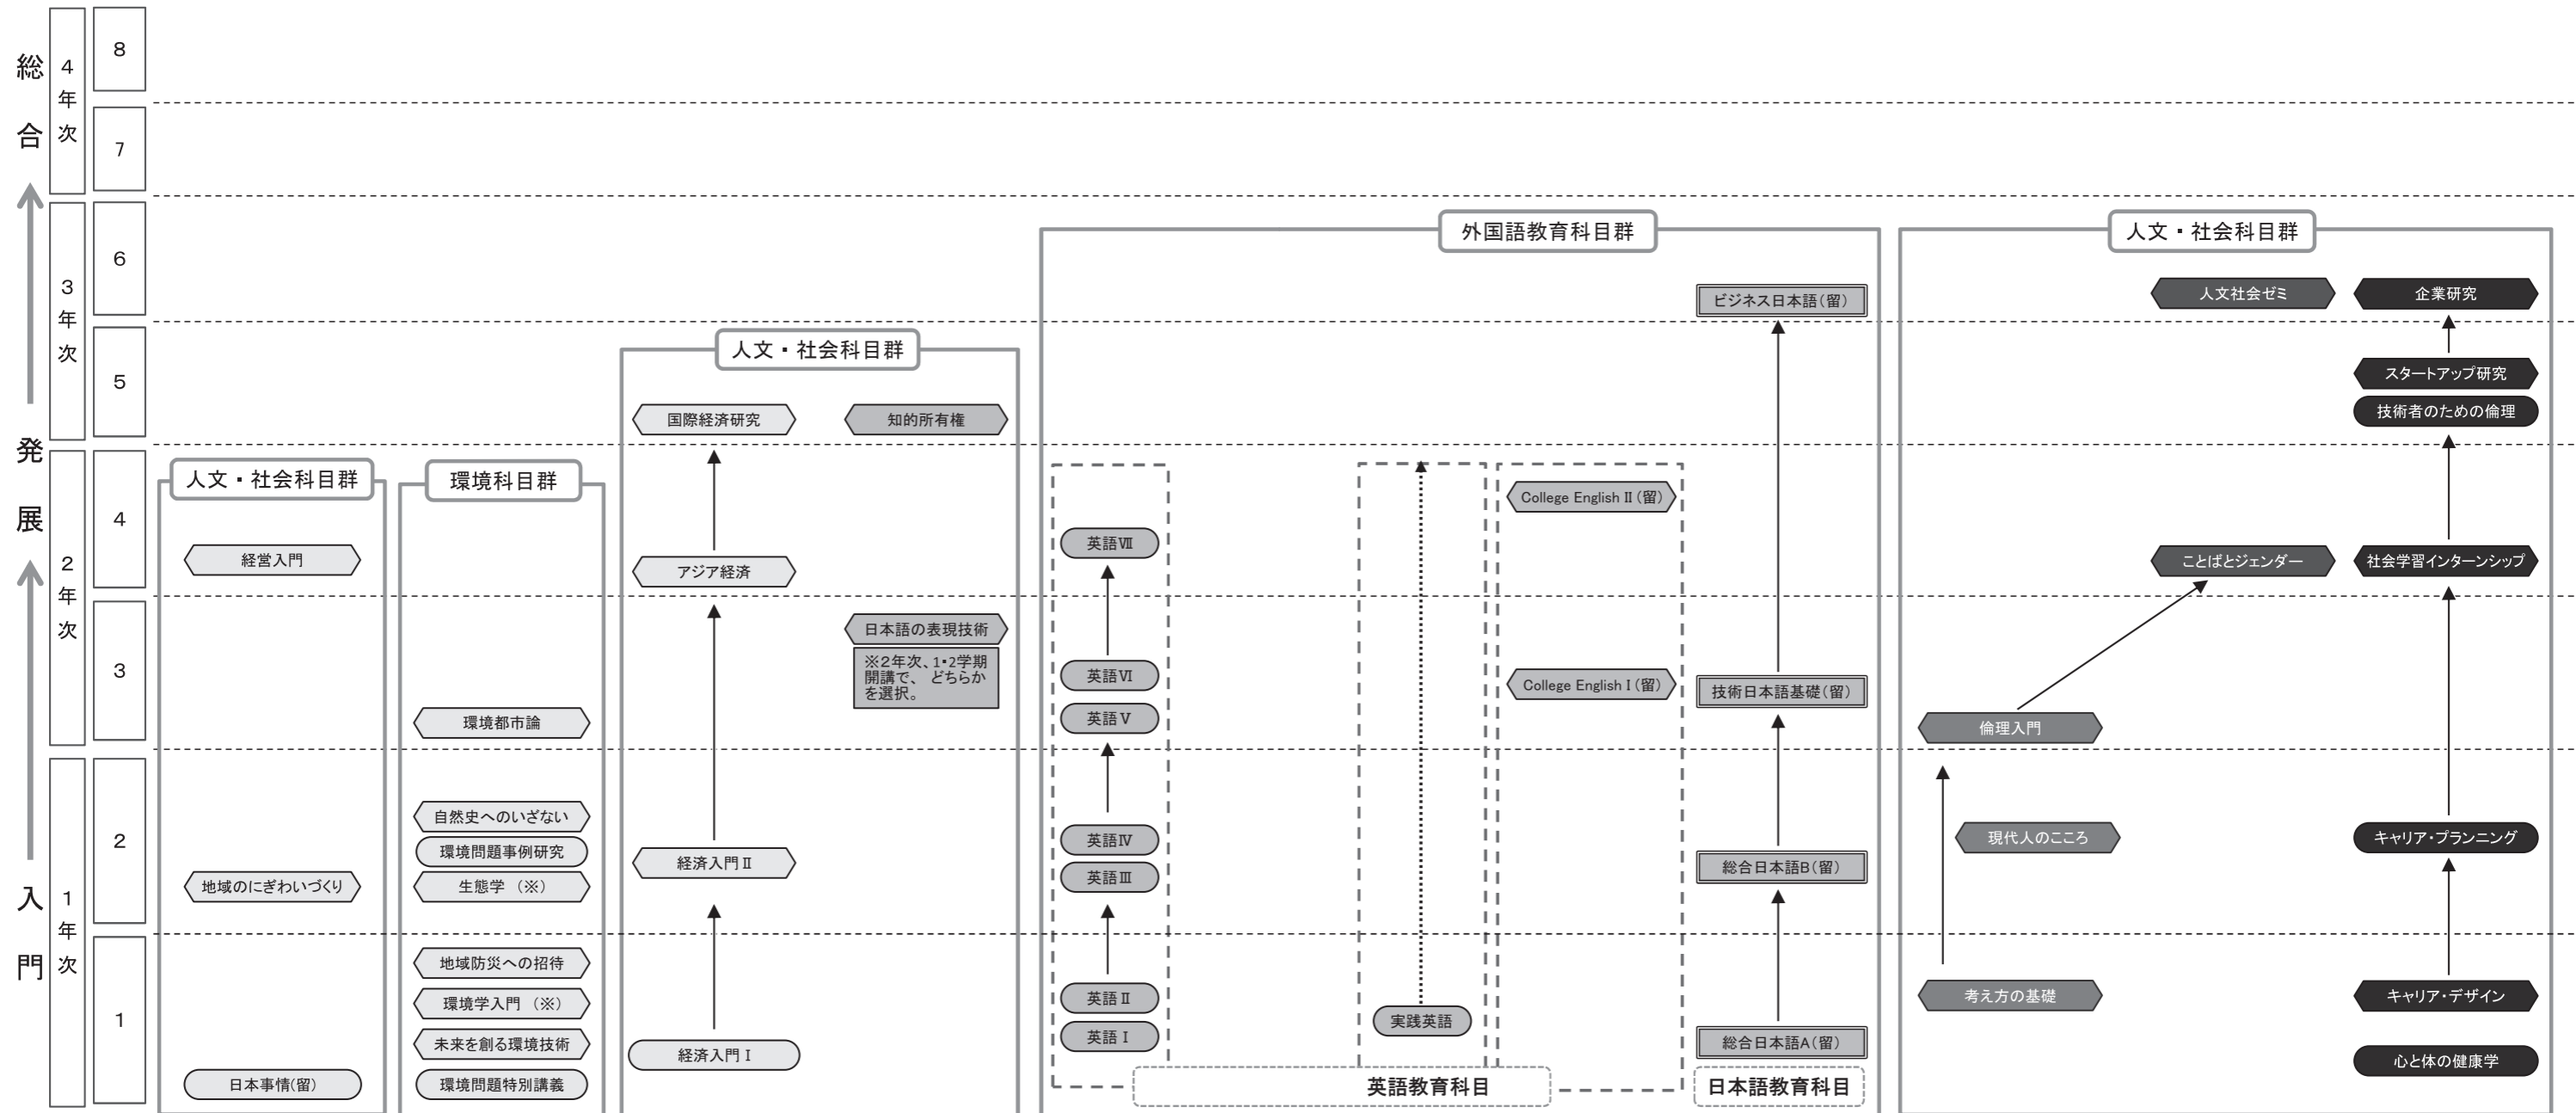 総合
発展
入門
4年次
3年次
2年次
1年次
8
7
6
5
4
3
2
1
人文・社会科目群
経営入門
地域のにぎわいづくり
日本事情(留)
環境科目群
環境都市論
自然史へのいざない
環境問題事例研究
生態学 (※)
地域防災への招待
環境学入門 (※)
未来を創る環境技術
環境問題特別講義
人文・社会科目群
国際経済研究
知的所有権
アジア経済
日本語の表現技術
※2年次、1・2学期
開講で、 どちらか
を選択。
経済入門Ⅱ
経済入門Ⅰ
外国語教育科目群
英語Ⅶ
英語Ⅵ
英語Ⅴ
英語Ⅳ
英語Ⅲ
英語Ⅱ
英語Ⅰ
実践英語
College English Ⅱ(留)
College English Ⅰ(留)
英語教育科目
ビジネス日本語(留)
技術日本語基礎(留)
総合日本語B(留)
総合日本語A(留)
日本語教育科目
人文・社会科目群
人文社会ゼミ
企業研究
スタートアップ研究
技術者のための倫理
ことばとジェンダー
社会学習インターンシップ
倫理入門
現代人のこころ
キャリア・プランニング
考え方の基礎
キャリア・デザイン
心と体の健康学